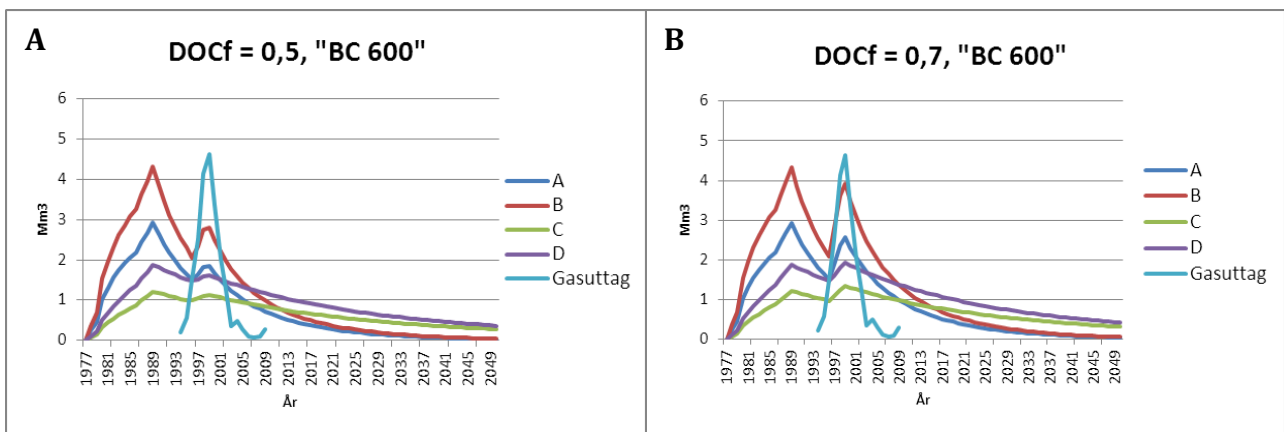 A
DOCf = 0,5, "BC 600"
6
5
4
3
2
1
0
Mm3
1977
1981
1985
1989
1993
1997
2001
2005
2009
2013
2017
2021
2025
2029
2033
2037
2041
2045
2049
År
A
B
C
D
Gasuttag
B
DOCf = 0,7, "BC 600"
6
5
4
3
2
1
0
Mm3
1977
1981
1985
1989
1993
1997
2001
2005
2009
2013
2017
2021
2025
2029
2033
2037
2041
2045
2049
År
A
B
C
D
Gasuttag